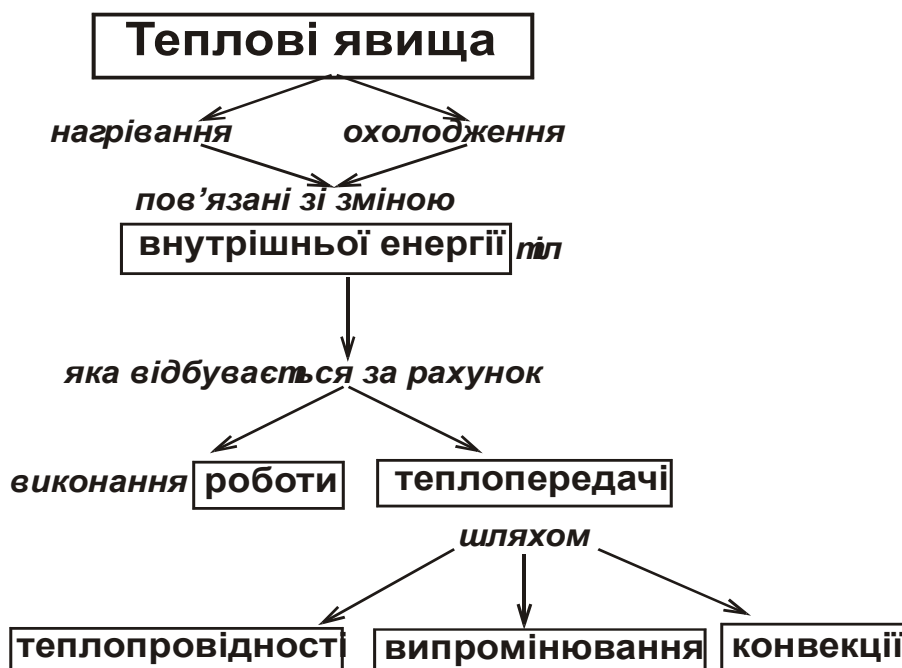 Теплові явища
нагрівання охолодження
пов’язані зі зміною
внутрішньої енергії тіл
яка відбувається за рахунок
виконання роботи теплопередачі
шляхом
теплопровідності випромінювання конвекції